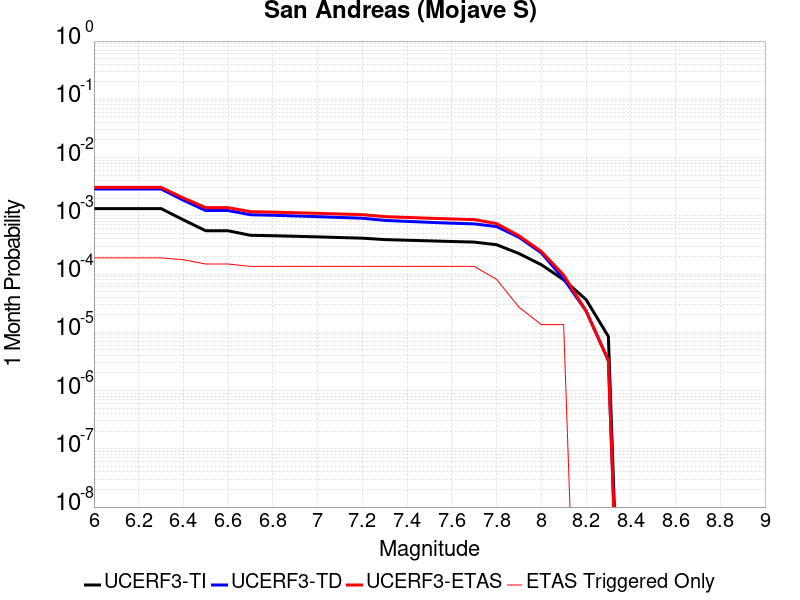 San Andreas (Mojave S)
10^0
10^-1
10^-2
10^-3
10^-4
10^-5
10^-6
10^-7
10^-8
1 Month Probability
6 6.2 6.4 6.6 6.8 7 7.2 7.4 7.6 7.8 8 8.2 8.4 8.6 8.8 9
Magnitude
UCERF3-TI UCERF3-TD UCERF3-ETAS ETAS Triggered Only